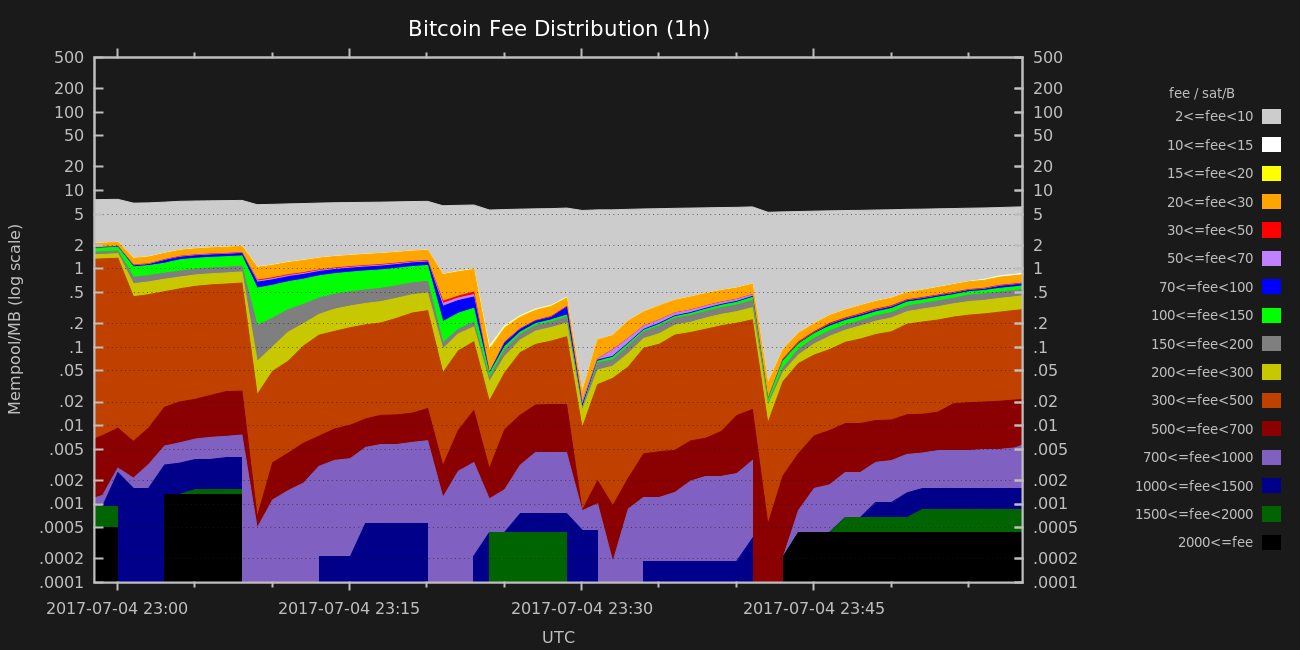 Bitcoin Fee Distribution (1h)
500
200
100
50
20
10
5
2
1
.5
.2
.1
.05
.02
.01
.005
.002
.001
.0005
.0002
.0001
Mempool/MB (log scale)
500
200
100
50
20
10
5
2
1
.5
.2
.1
.05
.02
.01
.005
.002
.001
.0005
.0002
.0001
2017-07-04 23:00
2017-07-04 23:15
2017-07-04 23:30
2017-07-04 23:45
UTC
fee / sat/B
2<=fee<10
10<=fee<15
15<=fee<20
20<=fee<30
30<=fee<50
50<=fee<70
70<=fee<100
100<=fee<150
150<=fee<200
200<=fee<300
300<=fee<500
500<=fee<700
700<=fee<1000
1000<=fee<1500
1500<=fee<2000
2000<=fee